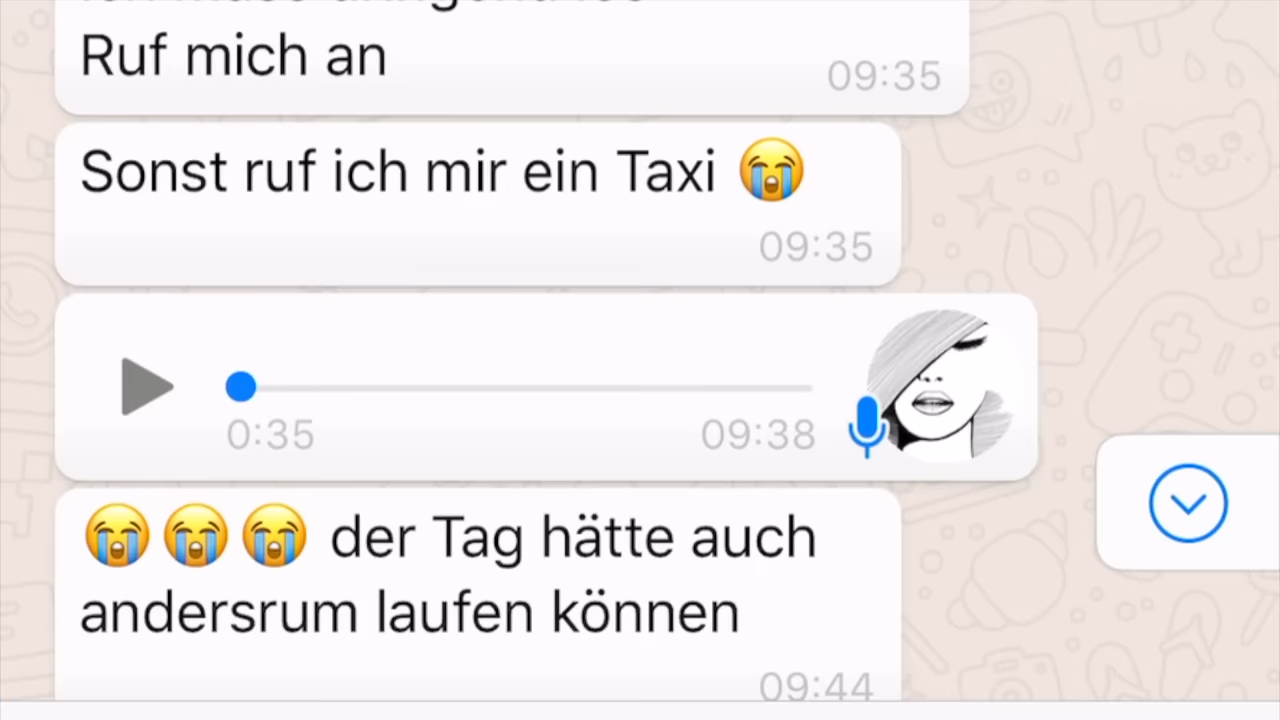 Ruf mich an
09:35
Sonst ruf ich mir ein Taxi 😭
09:35
0:35
09:38
😭😭😭 der Tag hätte auch
andersrum laufen können
09:44